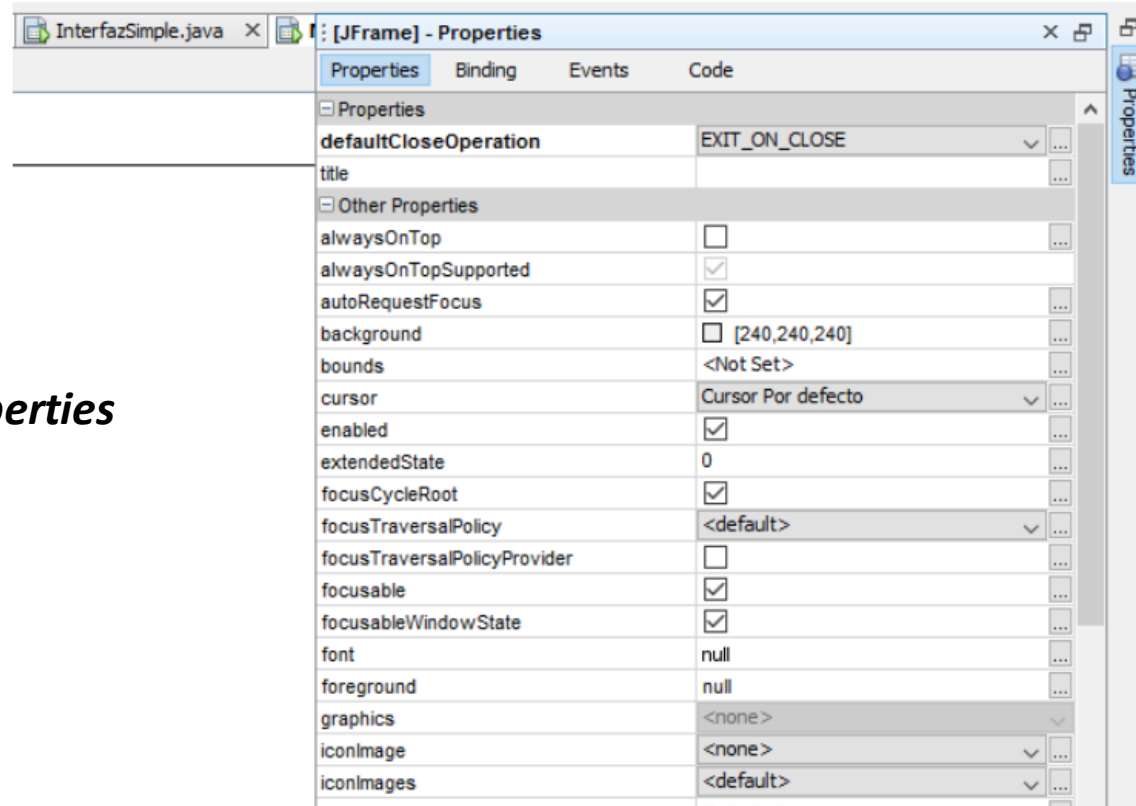 InterfazSimple.java
[JFrame] - Properties
Properties Binding Events Code
Properties
Properties
defaultCloseOperation EXIT_ON_CLOSE ...
title ...
Other Properties
alwaysOnTop ...
alwaysOnTopSupported
autoRequestFocus ...
background [240,240,240] ...
bounds <Not Set> ...
cursor Cursor Por defecto ...
perties
enabled ...
extendedState 0 ...
focusCycleRoot ...
focusTraversalPolicy <default> ...
focusTraversalPolicyProvider ...
focusable ...
focusableWindowState ...
font null ...
foreground null ...
graphics <none>
iconImage <none> ...
iconImages <default> ...